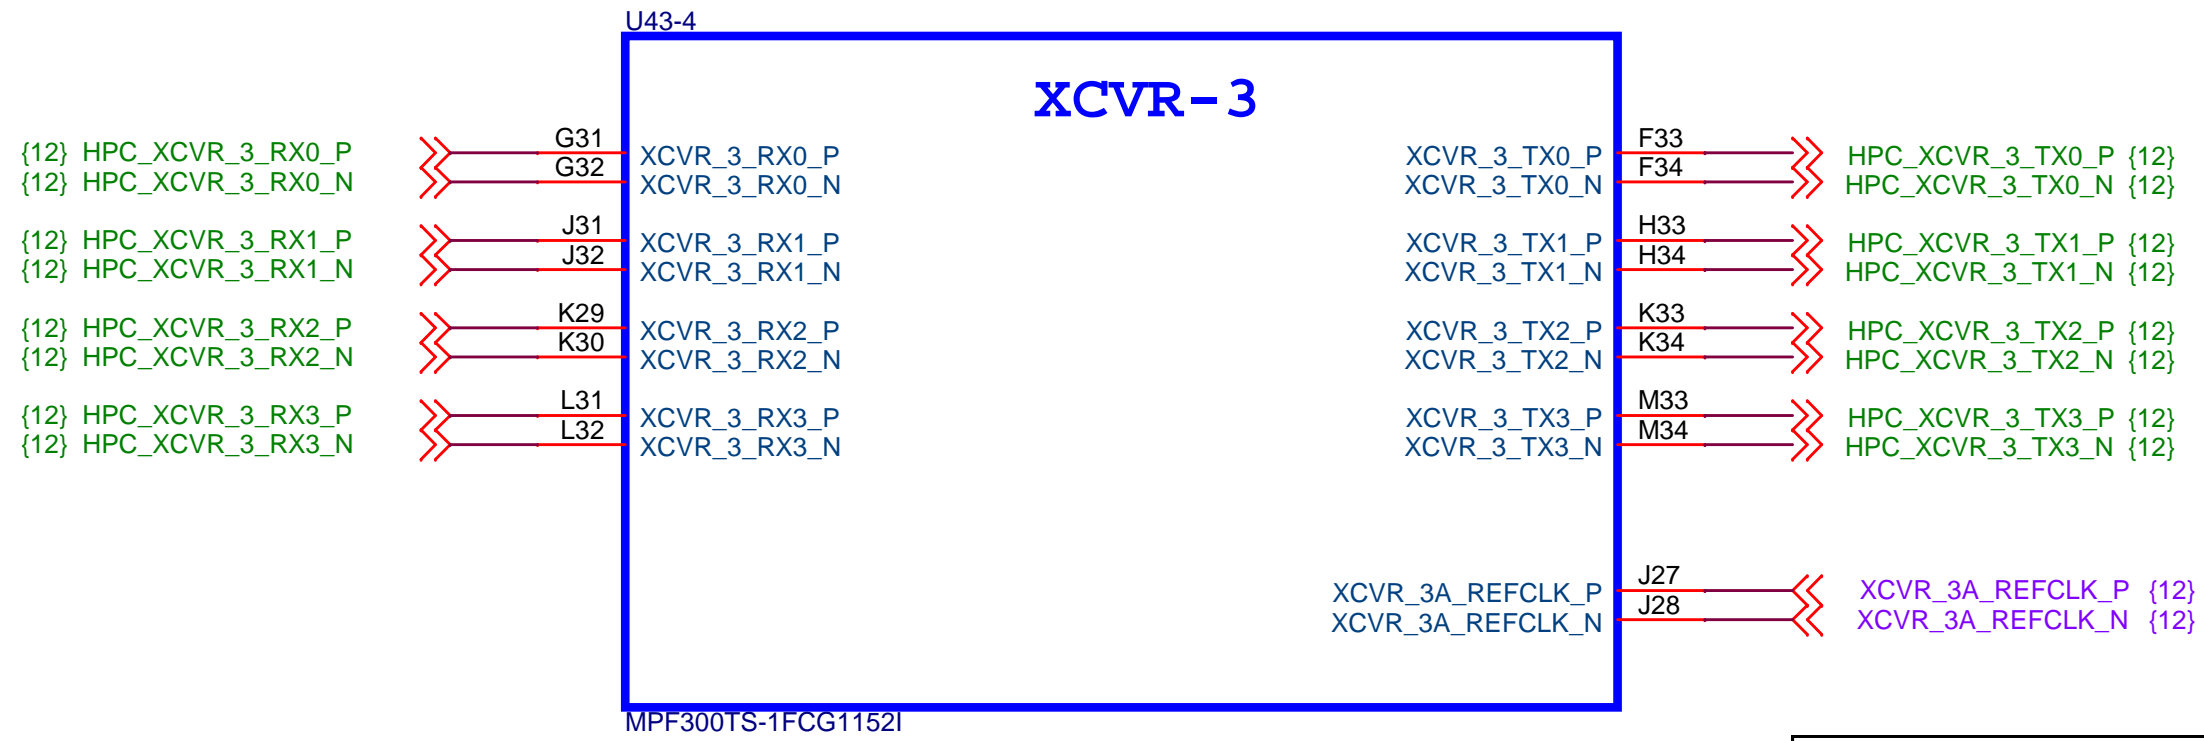 U43-4
XCVR-3
{12} HPC_XCVR_3_RX0_P G31 XCVR_3_RX0_P XCVR_3_TX0_P F33 HPC_XCVR_3_TX0_P {12}
{12} HPC_XCVR_3_RX0_N G32 XCVR_3_RX0_N XCVR_3_TX0_N F34 HPC_XCVR_3_TX0_N {12}
{12} HPC_XCVR_3_RX1_P J31 XCVR_3_RX1_P XCVR_3_TX1_P H33 HPC_XCVR_3_TX1_P {12}
{12} HPC_XCVR_3_RX1_N J32 XCVR_3_RX1_N XCVR_3_TX1_N H34 HPC_XCVR_3_TX1_N {12}
{12} HPC_XCVR_3_RX2_P K29 XCVR_3_RX2_P XCVR_3_TX2_P K33 HPC_XCVR_3_TX2_P {12}
{12} HPC_XCVR_3_RX2_N K30 XCVR_3_RX2_N XCVR_3_TX2_N K34 HPC_XCVR_3_TX2_N {12}
{12} HPC_XCVR_3_RX3_P L31 XCVR_3_RX3_P XCVR_3_TX3_P M33 HPC_XCVR_3_TX3_P {12}
{12} HPC_XCVR_3_RX3_N L32 XCVR_3_RX3_N XCVR_3_TX3_N M34 HPC_XCVR_3_TX3_N {12}
XCVR_3A_REFCLK_P J27 XCVR_3A_REFCLK_P {12}
XCVR_3A_REFCLK_N J28 XCVR_3A_REFCLK_N {12}
MPF300TS-1FCG1152I